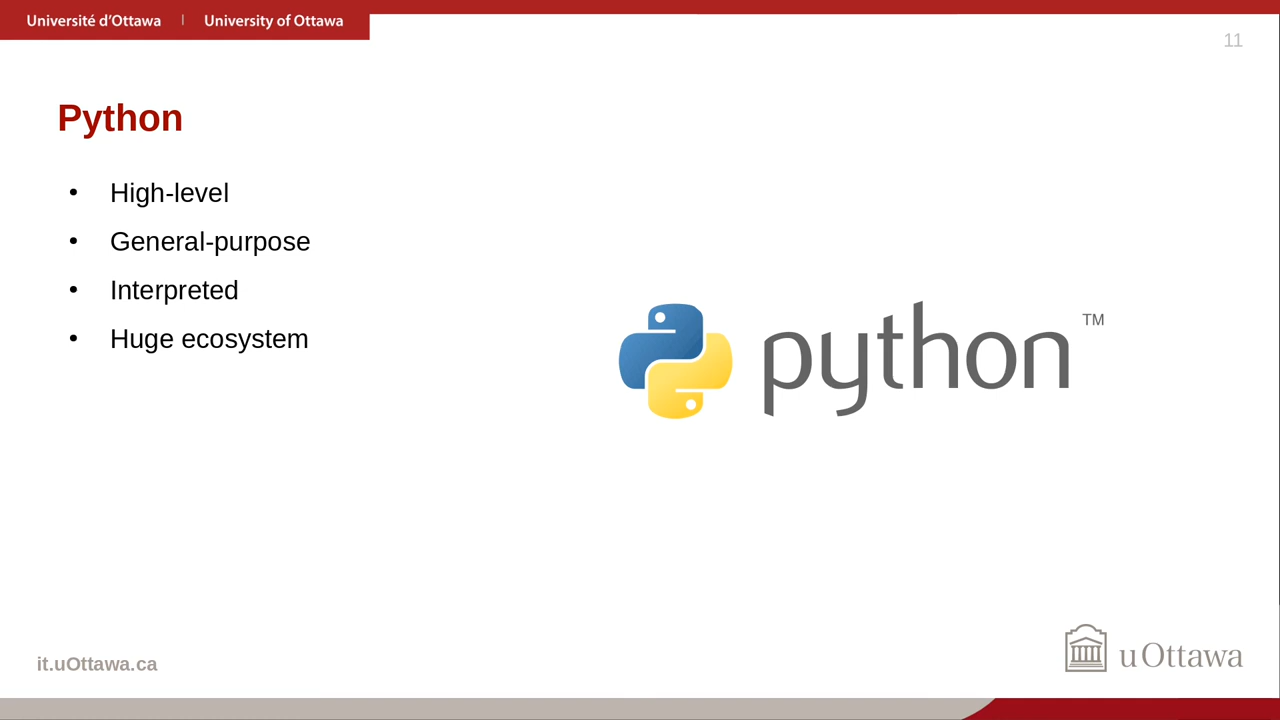 Université d'Ottawa | University of Ottawa
11
Python
• High-level
• General-purpose
• Interpreted
• Huge ecosystem
python TM
it.uOttawa.ca
uOttawa